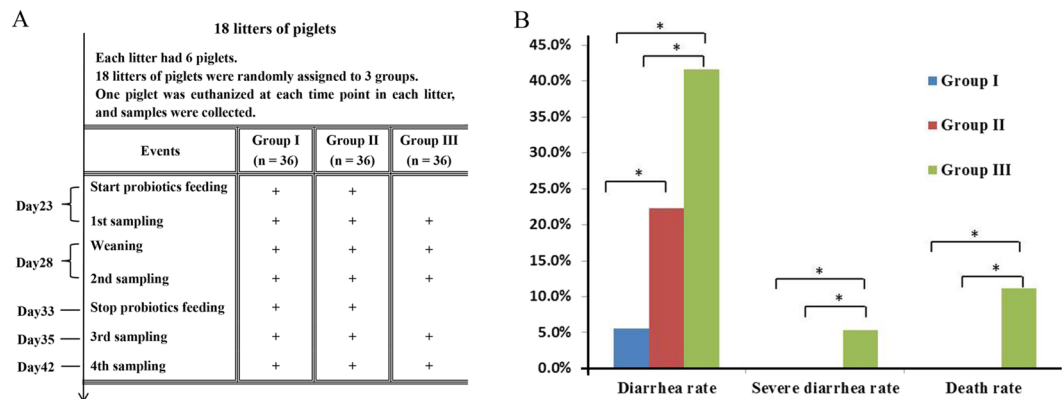 A
18 litters of piglets
Each litter had 6 piglets.
18 litters of piglets were randomly assigned to 3 groups.
One piglet was euthanized at each time point in each litter,
and samples were collected.
Events Group I Group II Group III
(n = 36) (n = 36) (n = 36)
Day23
Start probiotics feeding + +
1st sampling + + +
Day28
Weaning + + +
2nd sampling + + +
Day33 Stop probiotics feeding + +
Day35 3rd sampling + + +
Day42 4th sampling + + +
B
45.0%
40.0%
35.0%
30.0%
25.0%
20.0%
15.0%
10.0%
5.0%
0.0%
*
*
*
*
*
*
*
Group I
Group II
Group III
Diarrhea rate Severe diarrhea rate Death rate